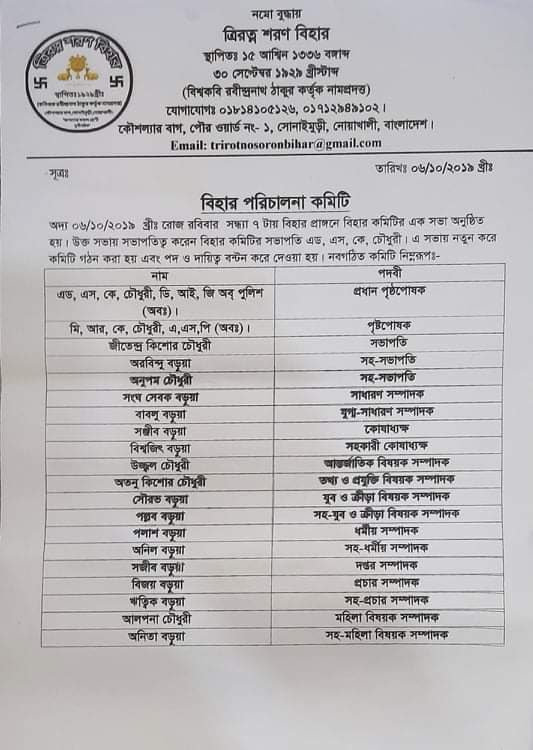 নমো বুদ্ধায়
ত্রিরত্ন শরণ বিহার
স্থাপিতঃ ১৫ আশ্বিন ১৩৩৬ বঙ্গাব্দ
৩০ সেপ্টেম্বর ১৯২৯ খ্রীস্টাব্দ
(বিশ্বকবি রবীন্দ্রনাথ ঠাকুর কর্তৃক নামপ্রদত্ত)
যোগাযোগঃ ০১৮১৪১০৫১২৬, ০১৭১২৯৪৯১০২।
কৌশল্যার বাগ, পৌর ওয়ার্ড নং- ১, সোনাইমুড়ী, নোয়াখালী, বাংলাদেশ।
Email: trirotnosoronbihar@gmail.com
ত্রিরত্ন শরণ বিহার
স্থাপিতঃ১৯২৯খ্রীঃ
সূত্রঃ
তারিখঃ ০৬/১০/২০১৯ খ্রীঃ
বিহার পরিচালনা কমিটি
অদ্য ০৬/১০/২০১৯ খ্রীঃ রোজ রবিবার সন্ধ্যা ৭ টায় বিহার প্রাঙ্গনে বিহার কমিটির এক সভা অনুষ্ঠিত
হয়। উক্ত সভায় সভাপতিত্ব করেন বিহার কমিটির সভাপতি এড, এস, কে, চৌধুরী। এ সভায় নতুন করে
কমিটি গঠন করা হয় এবং পদ ও দায়িত্ব বন্টন করে দেওয়া হয়। নবগঠিত কমিটি নিম্নরূপঃ-
নাম পদবী
এড, এস, কে, চৌধুরী, ডি, আই, জি অব্ পুলিশ প্রধান পৃষ্ঠপোষক
(অবঃ)।
মি, আর, কে, চৌধুরী, এ,এস,পি (অবঃ)। পৃষ্টপোষক
জীতেন্দ্র কিশোর চৌধুরী সভাপতি
অরবিন্দু বড়ুয়া সহ-সভাপতি
অনুপম চৌধুরী সহ-সভাপতি
সংঘ সেবক বড়ুয়া সাধারণ সম্পাদক
বাবলু বড়ুয়া যুগ্ম-সাধারণ সম্পাদক
সঞ্জীব বড়ুয়া কোষাধ্যক্ষ
বিশ্বজিৎ বড়ুয়া সহকারী কোষাধ্যক্ষ
উজ্জ্বল চৌধুরী আন্তর্জাতিক বিষয়ক সম্পাদক
অতনু কিশোর চৌধুরী তথ্য ও প্রযুক্তি বিষয়ক সম্পাদক
সৌরভ বড়ুয়া যুব ও ক্রীড়া বিষয়ক সম্পাদক
পল্লব বড়ুয়া সহ-যুব ও ক্রীড়া বিষয়ক সম্পাদক
পলাশ বড়ুয়া ধর্মীয় সম্পাদক
অনিল বড়ুয়া সহ-ধর্মীয় সম্পাদক
সজীব বড়ুয়া দপ্তর সম্পাদক
বিজয় বড়ুয়া প্রচার সম্পাদক
ঋত্বিক বড়ুয়া সহ-প্রচার সম্পাদক
আলপনা চৌধুরী মহিলা বিষয়ক সম্পাদক
অনিতা বড়ুয়া সহ-মহিলা বিষয়ক সম্পাদক